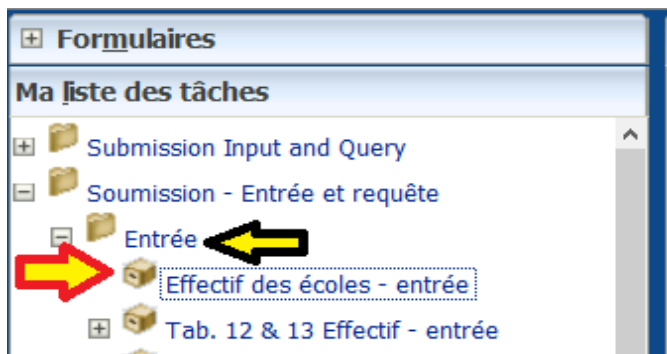 Formulaires
Ma liste des tâches
Submission Input and Query
Soumission - Entrée et requête
Entrée
Effectif des écoles - entrée
Tab. 12 & 13 Effectif - entrée